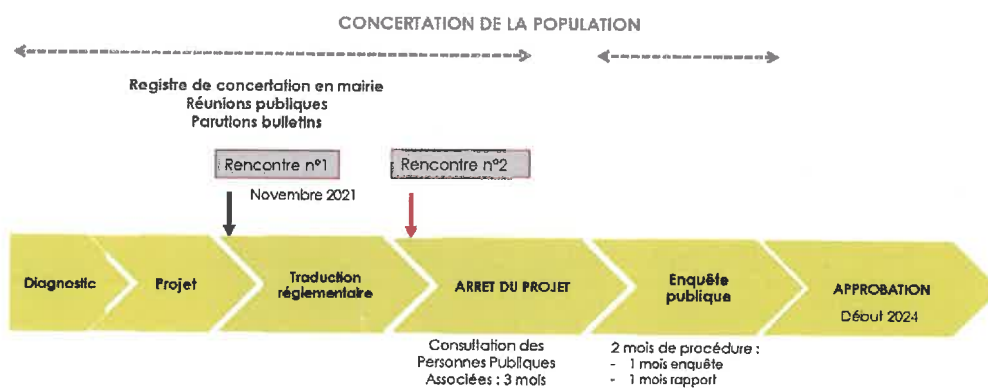 CONCERTATION DE LA POPULATION
Registre de concertation en mairie
Réunions publiques
Parutions bulletins
Rencontre n°1
Rencontre n°2
Novembre 2021
Diagnostic
Projet
Traduction
réglementaire
ARRET DU PROJET
Enquête
publique
APPROBATION
Début 2024
Consultation des
Personnes Publiques
Associées : 3 mois
2 mois de procédure :
- 1 mois enquête
- 1 mois rapport